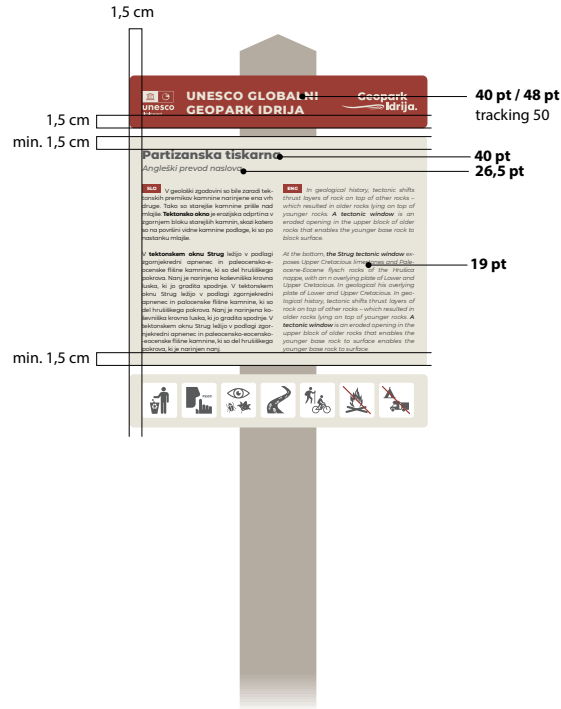 1,5 cm
unesco
UNESCO GLOBALNI
GEOPARK IDRIJA
Geopark
Idrija.
40 pt / 48 pt
tracking 50
1,5 cm
min. 1,5 cm
Partizanska tiskarna
40 pt
Angleški prevod naslova
26,5 pt
SLO V geološki zgodovini so bile zaradi tek-
tonskih premikov kamnine narinjene ena vrh
druge. Tako so starejše kamnine prišle nad
mlajše. Tektonsko okno je erozijska odprtina v
zgornjem bloku starejših kamnin, skozi katero
so na površini vidne kamnine podlage, ki so po
nastanku mlajše.
V tektonskem oknu Strug ležijo v podlagi
zgornjekredni apnenec in paleocensko-e-
ocenske flišne kamnine, ki so del hrušiškega
pokrova. Nanj je narinjena kovna
luska, ki jo gradita spodnje. V tektonskem
oknu Strug ležijo v podlagi zgornjekredni
apnenec in palocenske flišne kamnine, ki so
del hrušiškega pokrova. Nanj je narinjena ko-
ševniška krovna luska, ki jo gradita spodnje. V
tektonskem oknu Strug ležijo v podlagi zgor-
njekredni apnenec in paleocensko-eocensko-
-eocenske flišne kamnine, ki so del hrušiškega
pokrova, ki je narinjen nanj.
ENG In geological history, tectonic shifts
thrust layers of rock on top of other rocks –
which resulted in older rocks lying on top of
younger rocks. A tectonic window is an
eroded opening in the upper block of older
rocks that enables the younger base rock to
block surface.
At the bottom, the Strug tectonic window ex-
poses Upper Cretacious limestones and Pale-
ocene-Eocene flysch rocks of the Hrušica
nappe, with an n overlying plate of Lower and
Upper Cretacious. In geological his overlying
plate of Lower and Upper Cretacious. In geo-
logical history, tectonic shifts thrust layers of
rock on top of other rocks – which resulted in
older rocks lying on top of younger rocks. A
tectonic window is an eroded opening in the
upper block of older rocks that enables the
younger base rock to surface enables the
younger base rock to surface.
19 pt
min. 1,5 cm